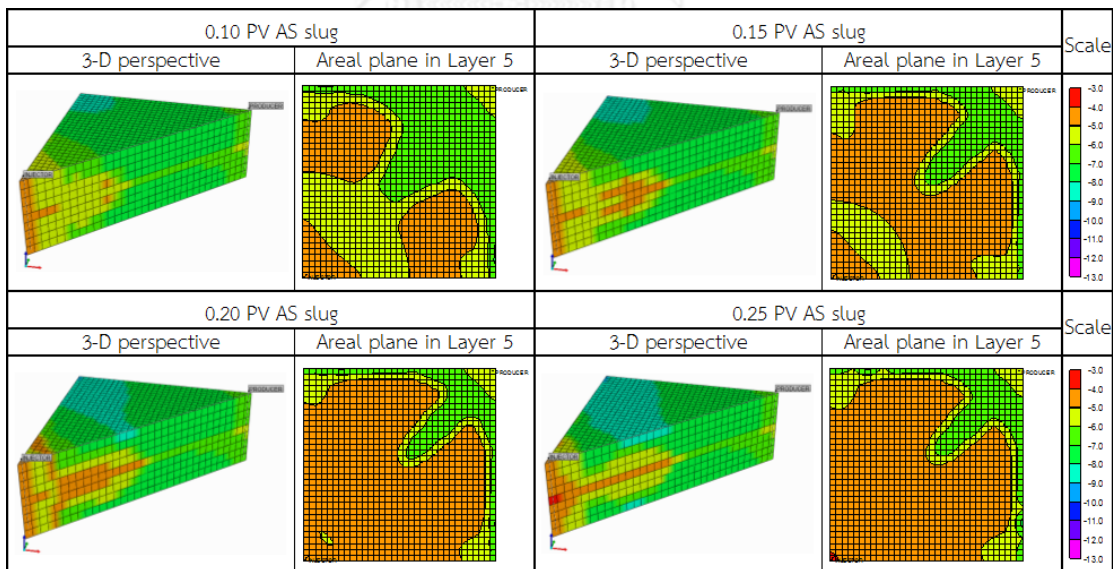 0.10 PV AS slug
0.15 PV AS slug
Scale
3-D perspective
Areal plane in Layer 5
3-D perspective
Areal plane in Layer 5
PRODUCER
INJECTOR
PRODUCER
PRODUCER
INJECTOR
PRODUCER
-3.0
-4.0
-5.0
-6.0
-7.0
-8.0
-9.0
-10.0
-11.0
-12.0
-13.0
0.20 PV AS slug
0.25 PV AS slug
Scale
3-D perspective
Areal plane in Layer 5
3-D perspective
Areal plane in Layer 5
PRODUCER
INJECTOR
PRODUCER
PRODUCER
INJECTOR
PRODUCER
-3.0
-4.0
-5.0
-6.0
-7.0
-8.0
-9.0
-10.0
-11.0
-12.0
-13.0